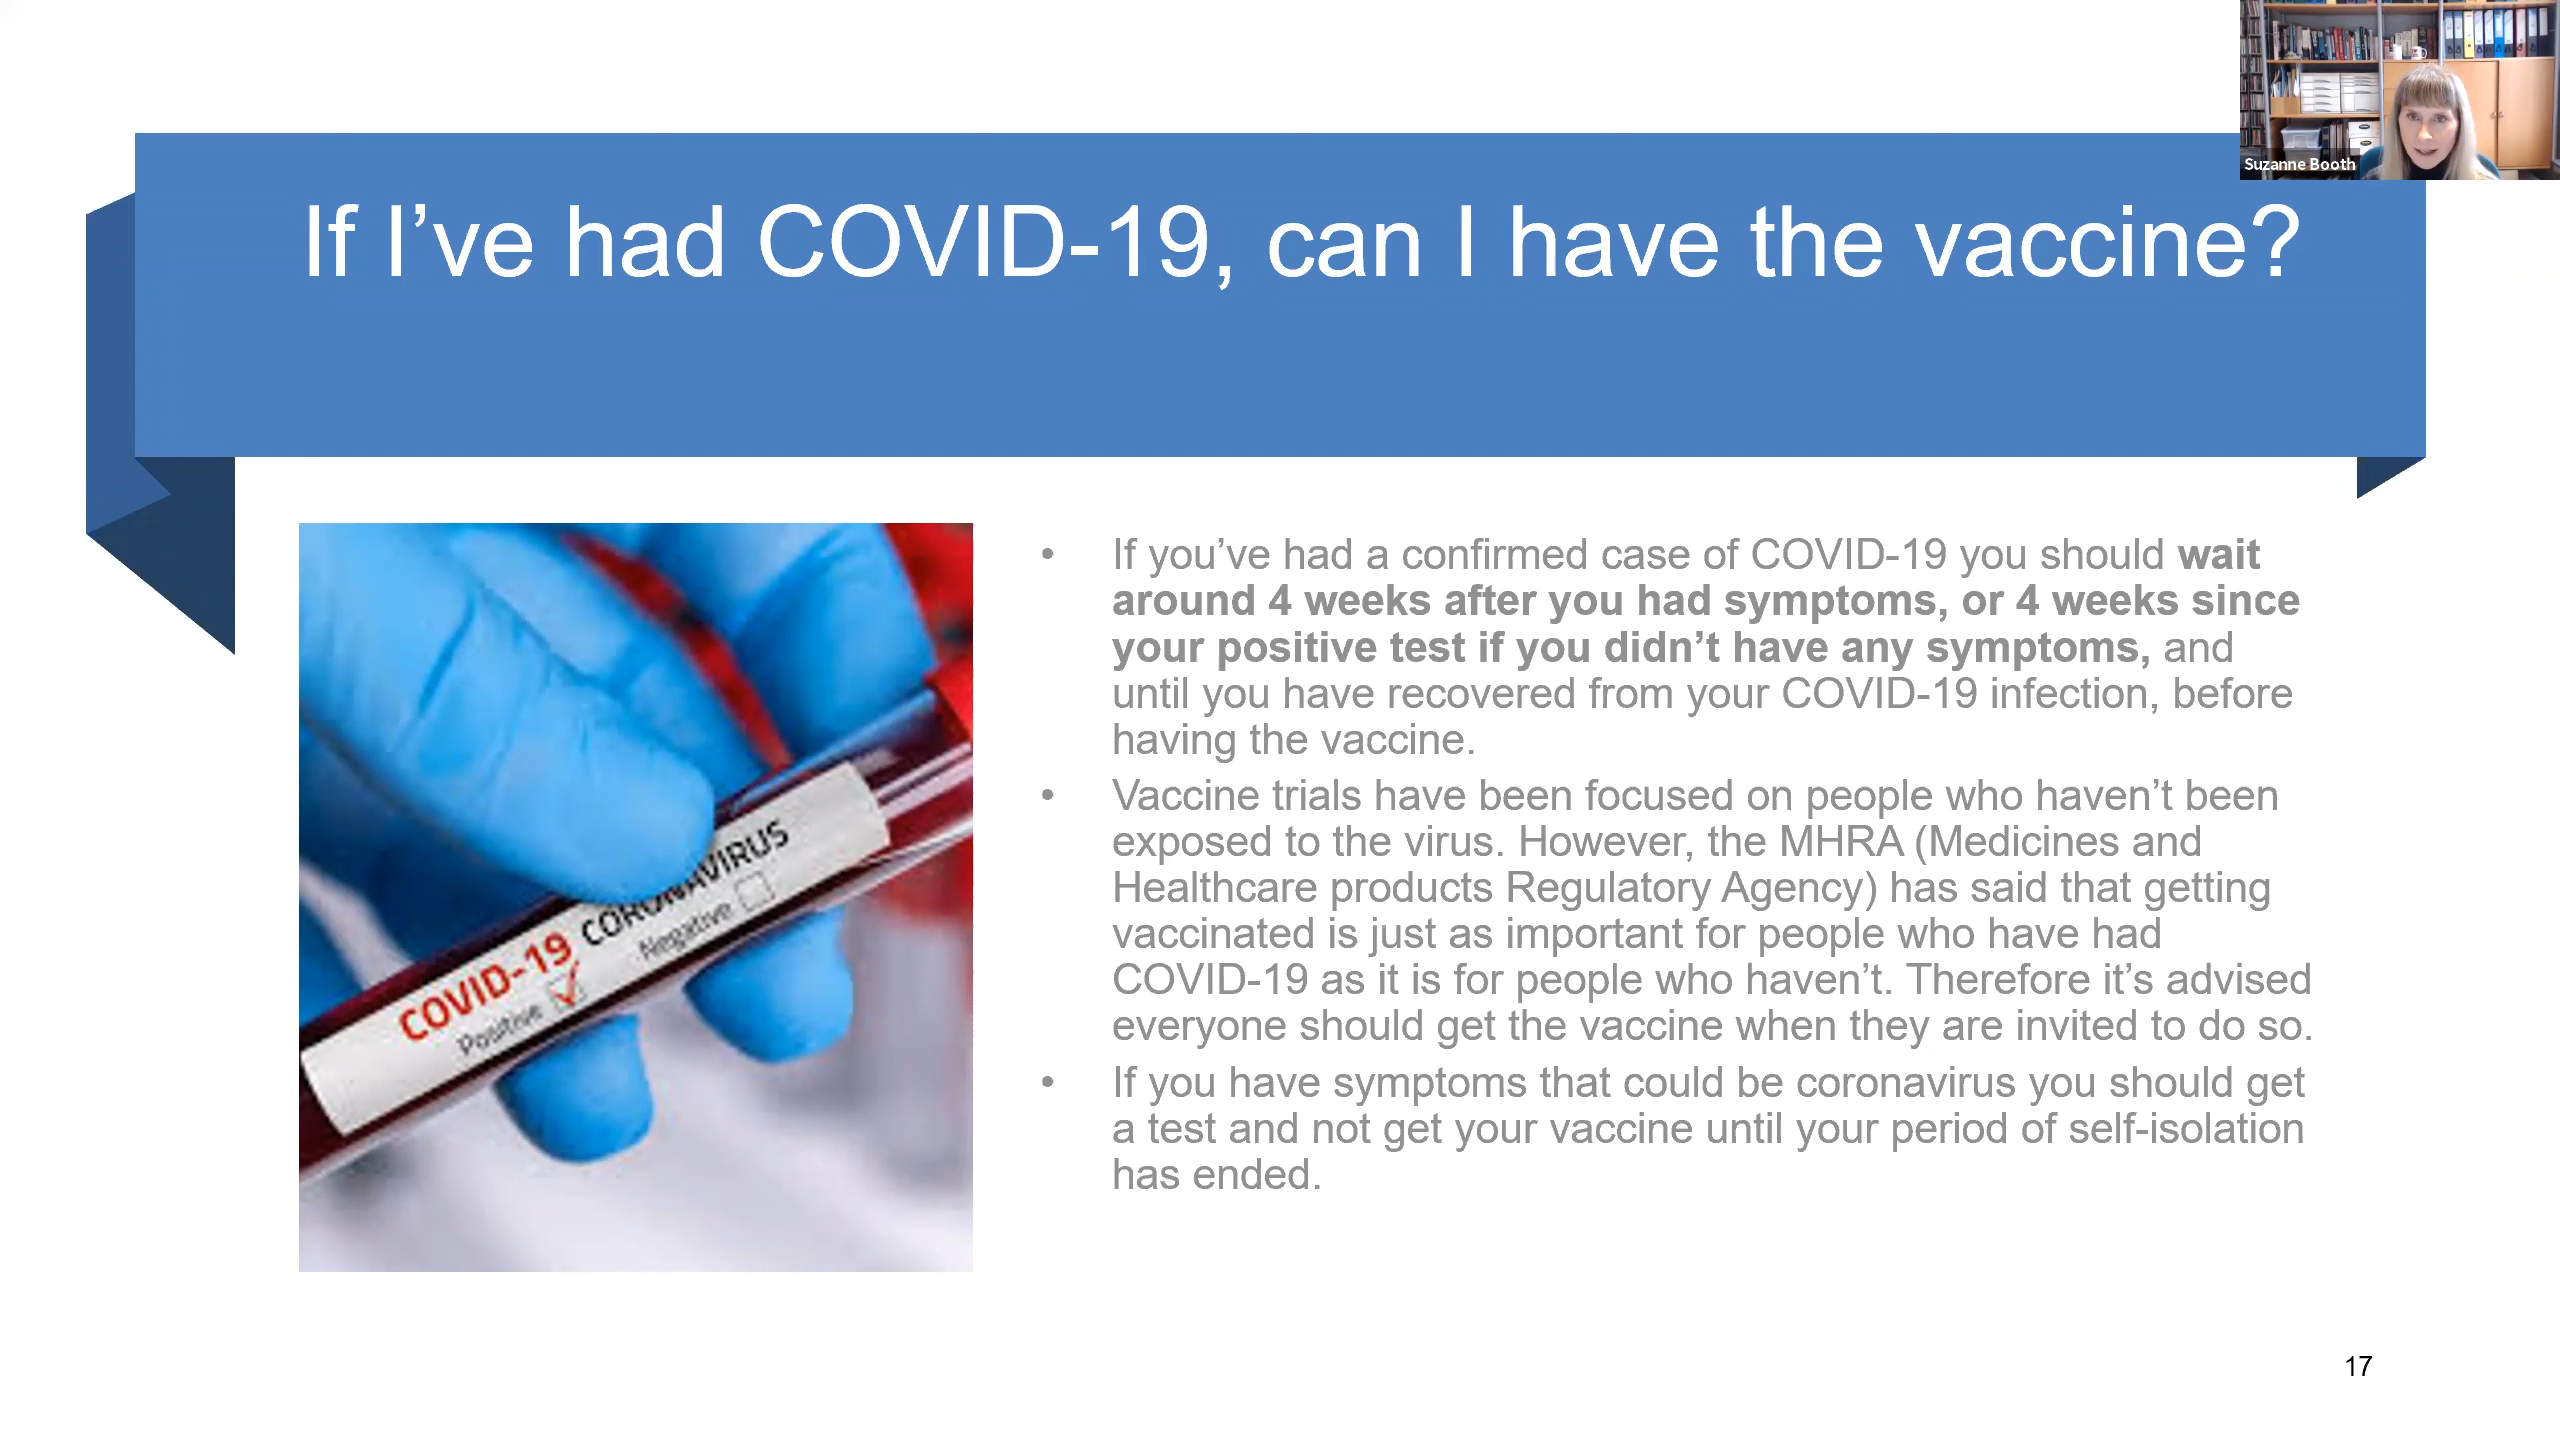 Suzanne Booth
If I’ve had COVID-19, can I have the vaccine?
COVID-19 CORONAVIRUS
Positive Negative
• If you’ve had a confirmed case of COVID-19 you should wait
around 4 weeks after you had symptoms, or 4 weeks since
your positive test if you didn’t have any symptoms, and
until you have recovered from your COVID-19 infection, before
having the vaccine.
• Vaccine trials have been focused on people who haven’t been
exposed to the virus. However, the MHRA (Medicines and
Healthcare products Regulatory Agency) has said that getting
vaccinated is just as important for people who have had
COVID-19 as it is for people who haven’t. Therefore it’s advised
everyone should get the vaccine when they are invited to do so.
• If you have symptoms that could be coronavirus you should get
a test and not get your vaccine until your period of self-isolation
has ended.
17